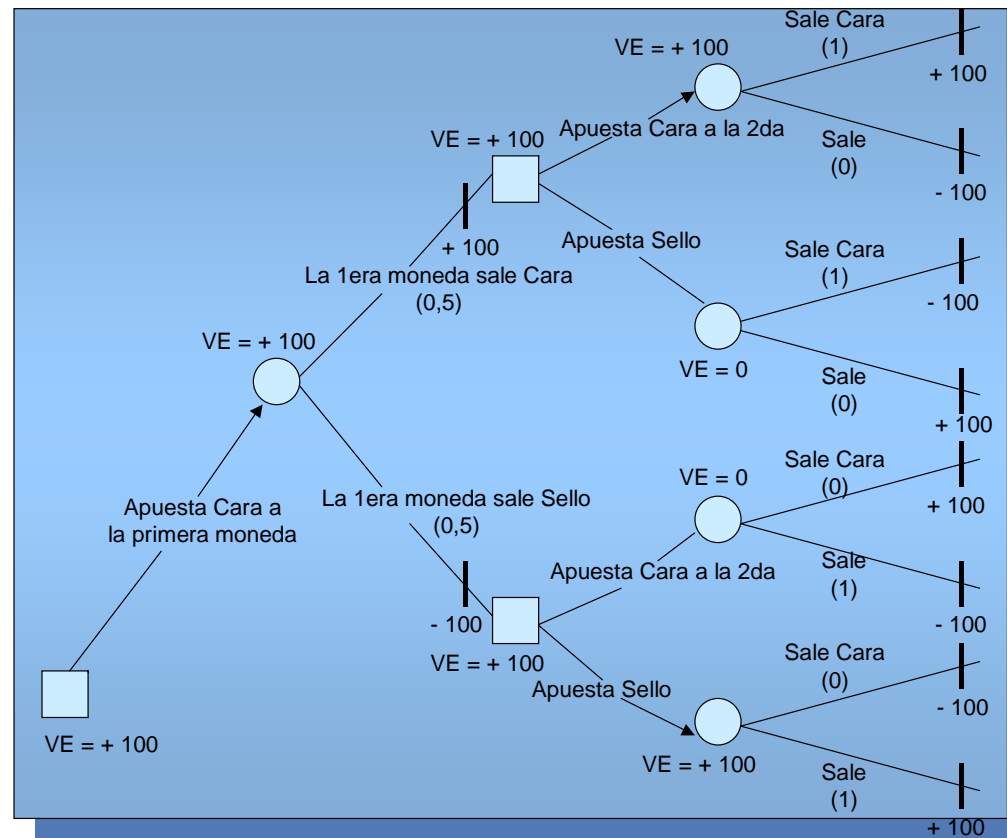 Sale Cara
(1)
+ 100
VE = + 100
Apuesta Cara a la 2da
Sale
(0)
- 100
VE = + 100
+ 100
Apuesta Sello
Sale Cara
(1)
- 100
VE = 0
Sale
(0)
+ 100
La 1era moneda sale Cara
(0,5)
VE = + 100
Apuesta Cara a
la primera moneda
VE = + 100
La 1era moneda sale Sello
(0,5)
- 100
VE = + 100
VE = 0
Apuesta Cara a la 2da
Sale Cara
(0)
+ 100
Sale
(1)
- 100
Apuesta Sello
VE = + 100
Sale Cara
(0)
- 100
Sale
(1)
+ 100